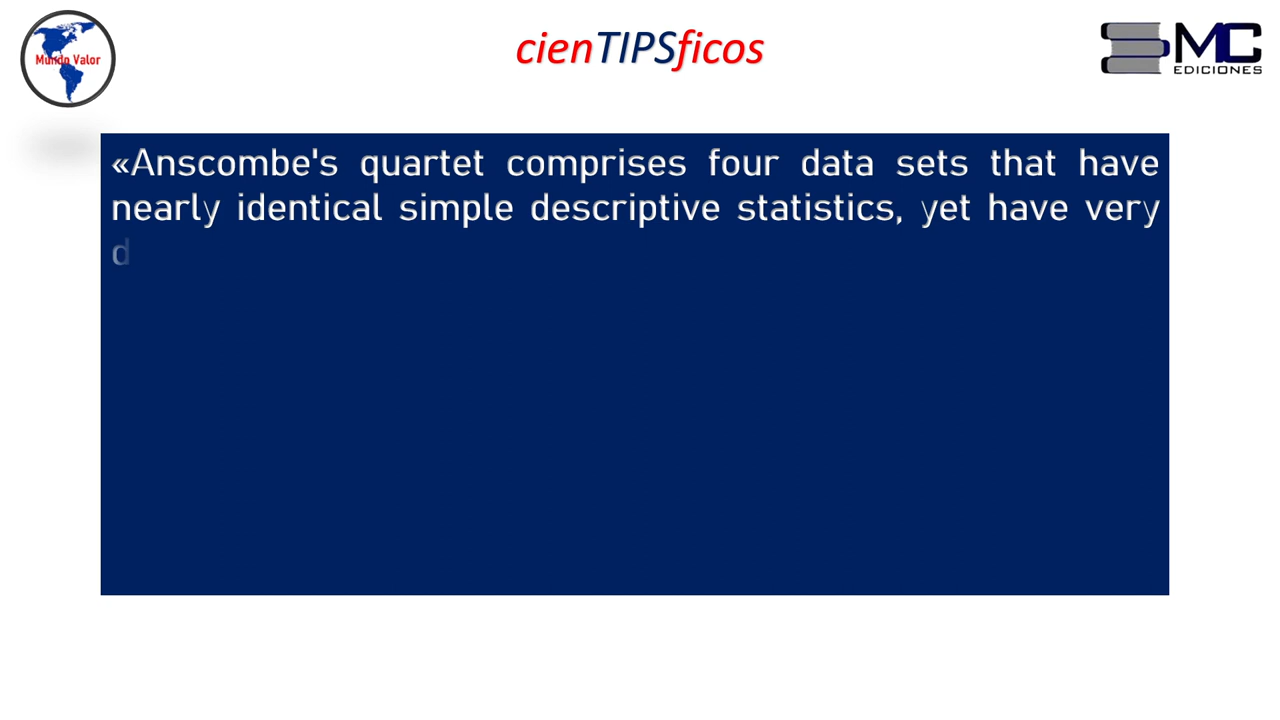 Mundo Valor
cienTIPSficos
MC
EDICIONES
«Anscombe's quartet comprises four data sets that have
nearly identical simple descriptive statistics, yet have very
d